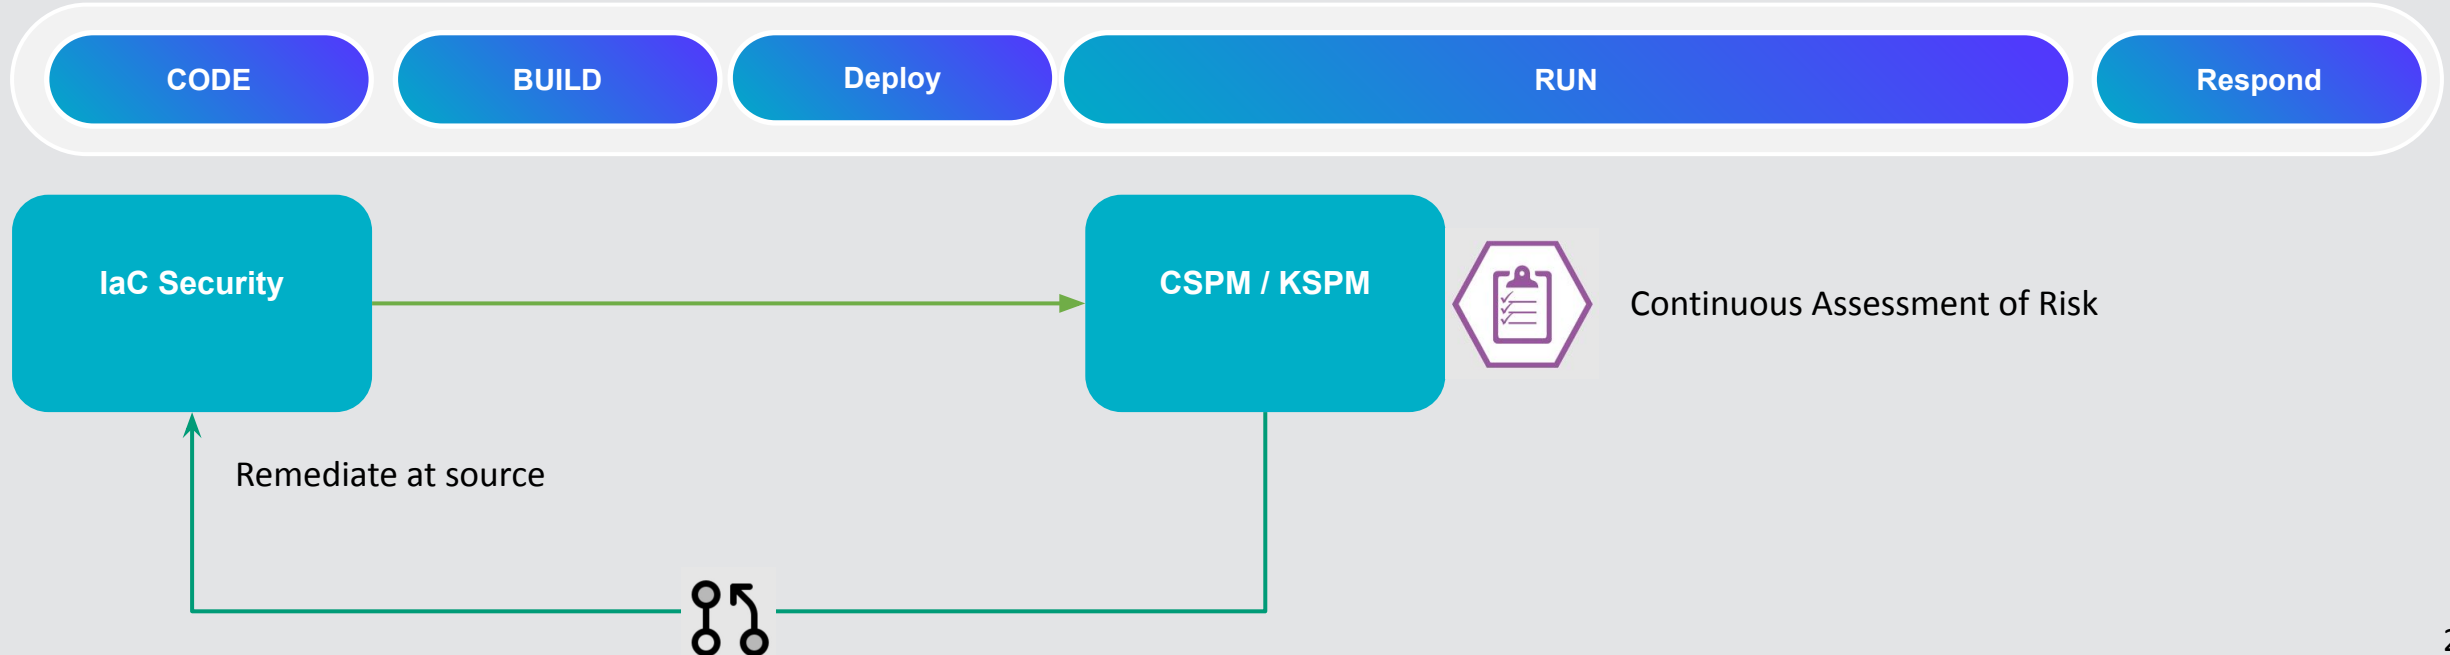 CODE
BUILD
Deploy
RUN
Respond
IaC Security
CSPM / KSPM
Continuous Assessment of Risk
Remediate at source